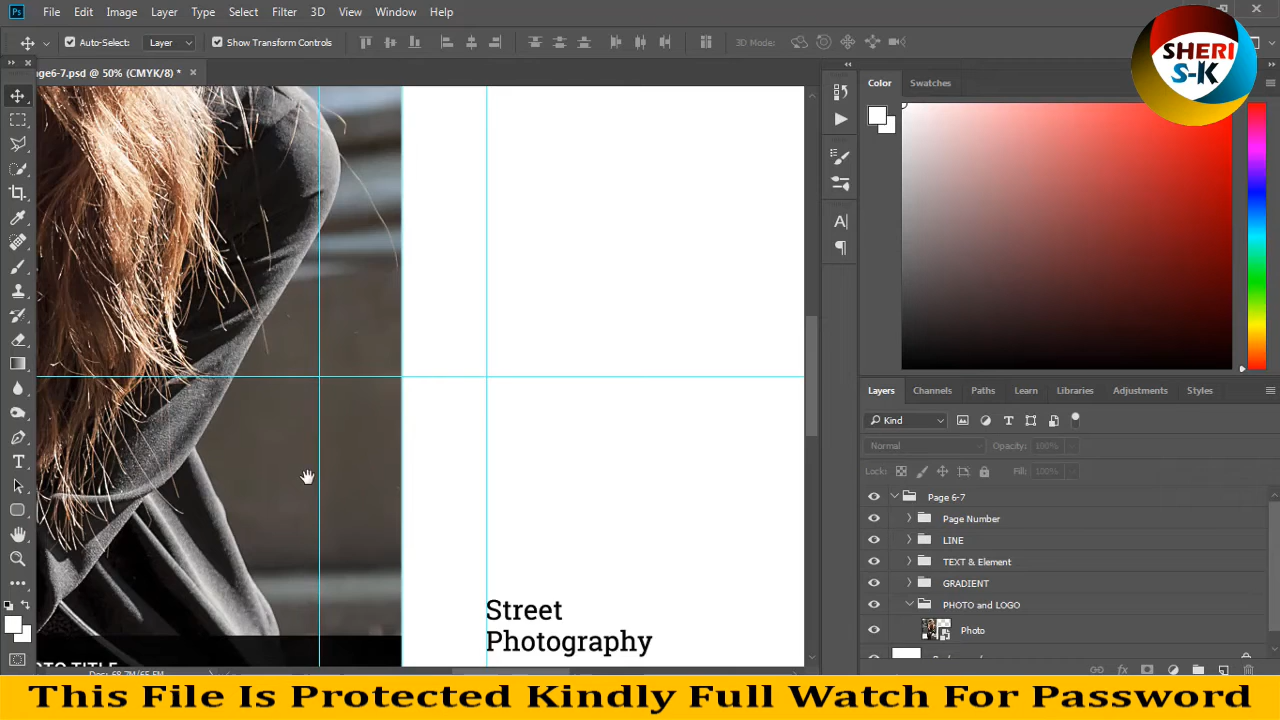 Ps File Edit Image Layer Type Select Filter 3D View Window Help
Auto-Select: Layer Show Transform Controls 3D Mode:
age6-7.psd @ 50% (CMYK/8) *
SHERI
S-K
Color Swatches
Layers Channels Paths Learn Libraries Adjustments Styles
Kind
Normal Opacity: 100%
Lock: Fill: 100%
Page 6-7
Page Number
LINE
TEXT & Element
GRADIENT
PHOTO and LOGO
Photo
Street
Photography
This File Is Protected Kindly Full Watch For Password